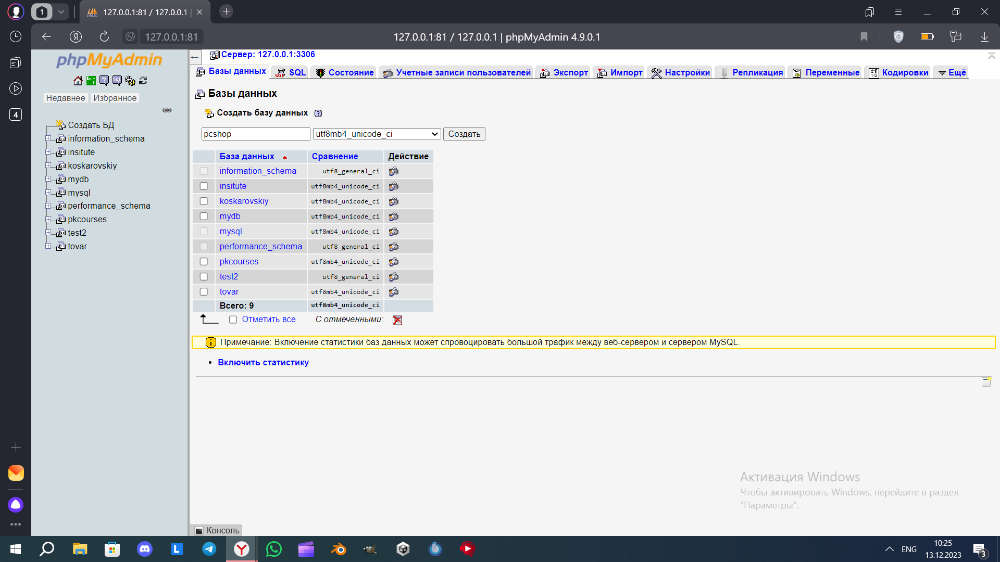 1
127.0.0.1:81 / 127.0.0.1 |
127.0.0.1:81
127.0.0.1:81 / 127.0.0.1 | phpMyAdmin 4.9.0.1
4
phpMyAdmin
Недавнее Избранное
Создать БД
information_schema
insitute
koskarovskiy
mydb
mysql
performance_schema
pkcourses
test2
tovar
Сервер: 127.0.0.1:3306
Базы данных SQL Состояние Учетные записи пользователей Экспорт Импорт Настройки Репликация Переменные Кодировки Ещё
Базы данных
Создать базу данных
pcshop utf8mb4_unicode_ci Создать
База данных Сравнение Действие
information_schema utf8_general_ci
insitute utf8mb4_unicode_ci
koskarovskiy utf8mb4_unicode_ci
mydb utf8mb4_unicode_ci
mysql utf8mb4_unicode_ci
performance_schema utf8_general_ci
pkcourses utf8mb4_unicode_ci
test2 utf8_general_ci
tovar utf8mb4_unicode_ci
Всего: 9 utf8mb4_unicode_ci
Отметить все С отмеченными:
Примечание: Включение статистики баз данных может спровоцировать большой трафик между веб-сервером и сервером MySQL.
• Включить статистику
Активация Windows
Чтобы активировать Windows, перейдите в раздел
"Параметры".
Консоль
ENG
10:25
13.12.2023
3